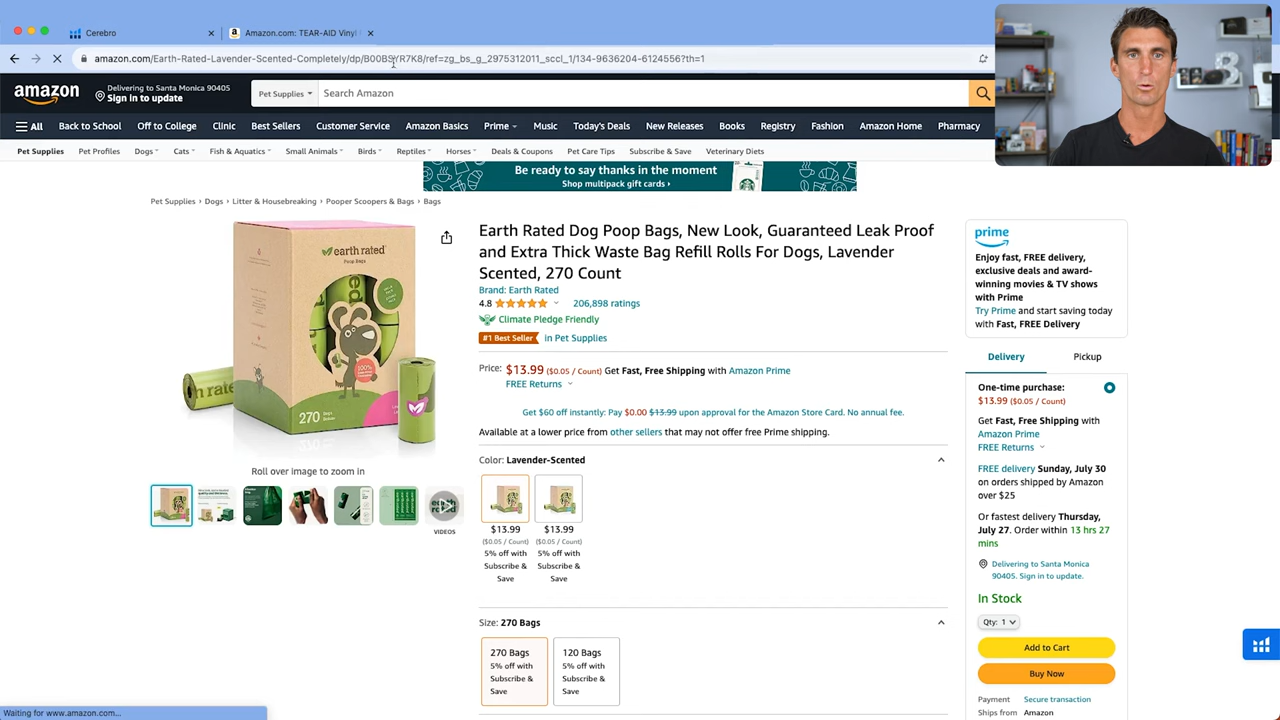 Cerebro
Amazon.com: TEAR-AID Vinyl
amazon.com/Earth-Rated-Lavender-Scented-Completely/dp/B00BSYR7K8/ref=zg_bs_g_2975312011_sccl_1/134-9636204-6124556?th=1
amazon
Delivering to Santa Monica 90405
Sign in to update
Pet Supplies
Search Amazon
All
Back to School
Off to College
Clinic
Best Sellers
Customer Service
Amazon Basics
Prime
Music
Today's Deals
New Releases
Books
Registry
Fashion
Amazon Home
Pharmacy
Pet Supplies
Pet Profiles
Dogs
Cats
Fish & Aquatics
Small Animals
Birds
Reptiles
Horses
Deals & Coupons
Pet Care Tips
Subscribe & Save
Veterinary Diets
Be ready to say thanks in the moment
Shop multipack gift cards ›
Pet Supplies › Dogs › Litter & Housebreaking › Pooper Scoopers & Bags › Bags
earth rated
Poop Bags
270
Roll over image to zoom in
VIDEOS
Earth Rated Dog Poop Bags, New Look, Guaranteed Leak Proof
and Extra Thick Waste Bag Refill Rolls For Dogs, Lavender
Scented, 270 Count
Brand: Earth Rated
4.8
206,898 ratings
Climate Pledge Friendly
#1 Best Seller in Pet Supplies
Price: $13.99 ($0.05 / Count) Get Fast, Free Shipping with Amazon Prime
FREE Returns
Get $60 off instantly: Pay $0.00 $13.99 upon approval for the Amazon Store Card. No annual fee.
Available at a lower price from other sellers that may not offer free Prime shipping.
Color: Lavender-Scented
$13.99 $13.99
($0.05 / Count) ($0.05 / Count)
5% off with 5% off with
Subscribe & Subscribe &
Save Save
Size: 270 Bags
270 Bags 120 Bags
5% off with 5% off with
Subscribe & Subscribe &
Save Save
prime
Enjoy fast, FREE delivery,
exclusive deals and award-
winning movies & TV shows
with Prime
Try Prime and start saving today
with Fast, FREE Delivery
Delivery Pickup
One-time purchase:
$13.99 ($0.05 / Count)
Get Fast, Free Shipping with
Amazon Prime
FREE Returns
FREE delivery Sunday, July 30
on orders shipped by Amazon
over $25
Or fastest delivery Thursday,
July 27. Order within 13 hrs 27
mins
Delivering to Santa Monica
90405. Sign in to update.
In Stock
Qty: 1
Add to Cart
Buy Now
Payment Secure transaction
Ships from Amazon
Waiting for www.amazon.com...